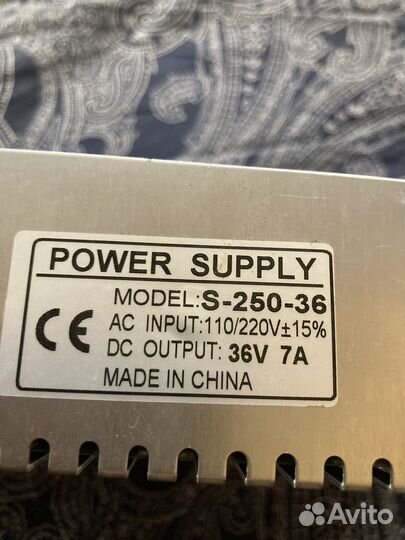 POWER SUPPLY
MODEL:S-250-36
CE AC INPUT:110/220V±15%
DC OUTPUT: 36V 7A
MADE IN CHINA
Avito